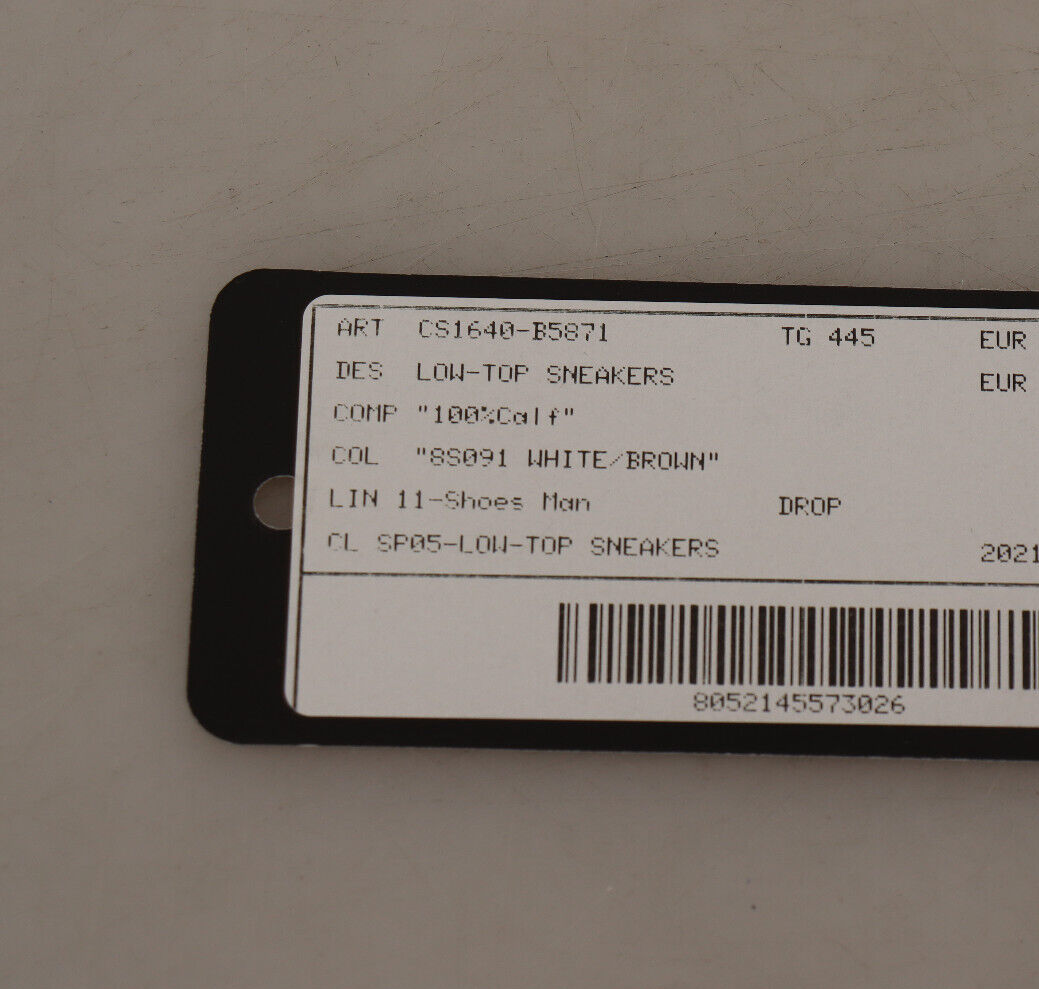 ART CS1640-B5871 TG 445 EUR
DES LOW-TOP SNEAKERS EUR
COMP "100%Calf"
COL "8S091 WHITE/BROWN"
LIN 11-Shoes Man DROP
CL SP05-LOW-TOP SNEAKERS 2021
8052145573026